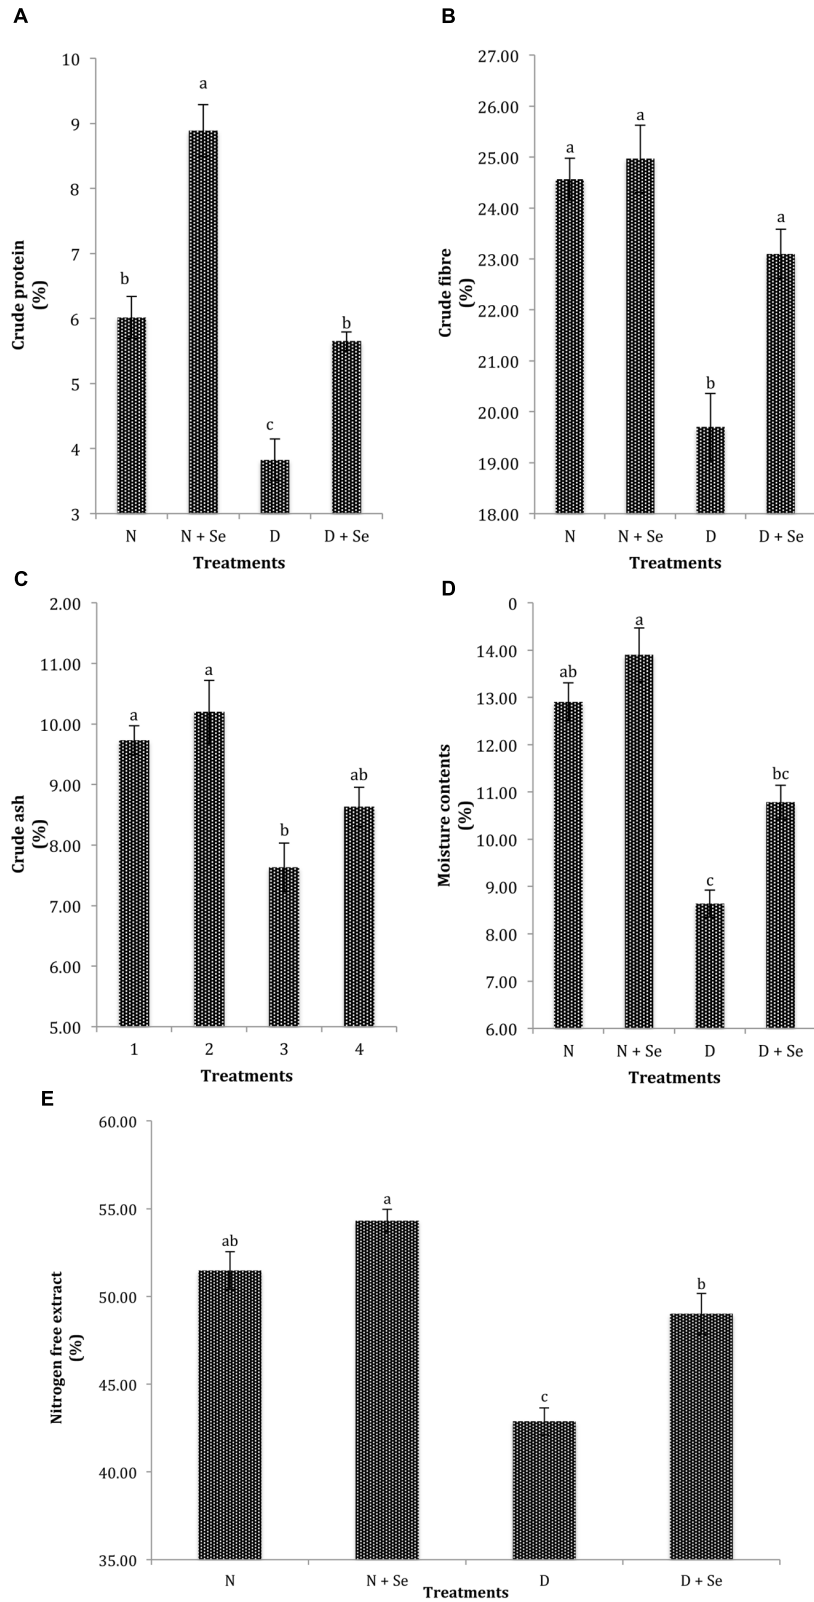 A
10
9
8
7
6
5
4
3
Crude protein
(%)
b
a
c
b
N
N + Se
D
D + Se
Treatments
B
27.00
26.00
25.00
24.00
23.00
22.00
21.00
20.00
19.00
18.00
Crude fibre
(%)
a
a
b
a
N
N + Se
D
D + Se
Treatments
C
2.00
11.00
10.00
9.00
8.00
7.00
6.00
5.00
Crude ash
(%)
a
a
b
ab
1
2
3
4
Treatments
D
0
14.00
13.00
12.00
11.00
10.00
9.00
8.00
7.00
6.00
Moisture contents
(%)
ab
a
c
bc
N
N + Se
D
D + Se
Treatments
E
60.00
55.00
50.00
45.00
40.00
35.00
Nitrogen free extract
(%)
ab
a
c
b
N
N + Se
D
D + Se
Treatments